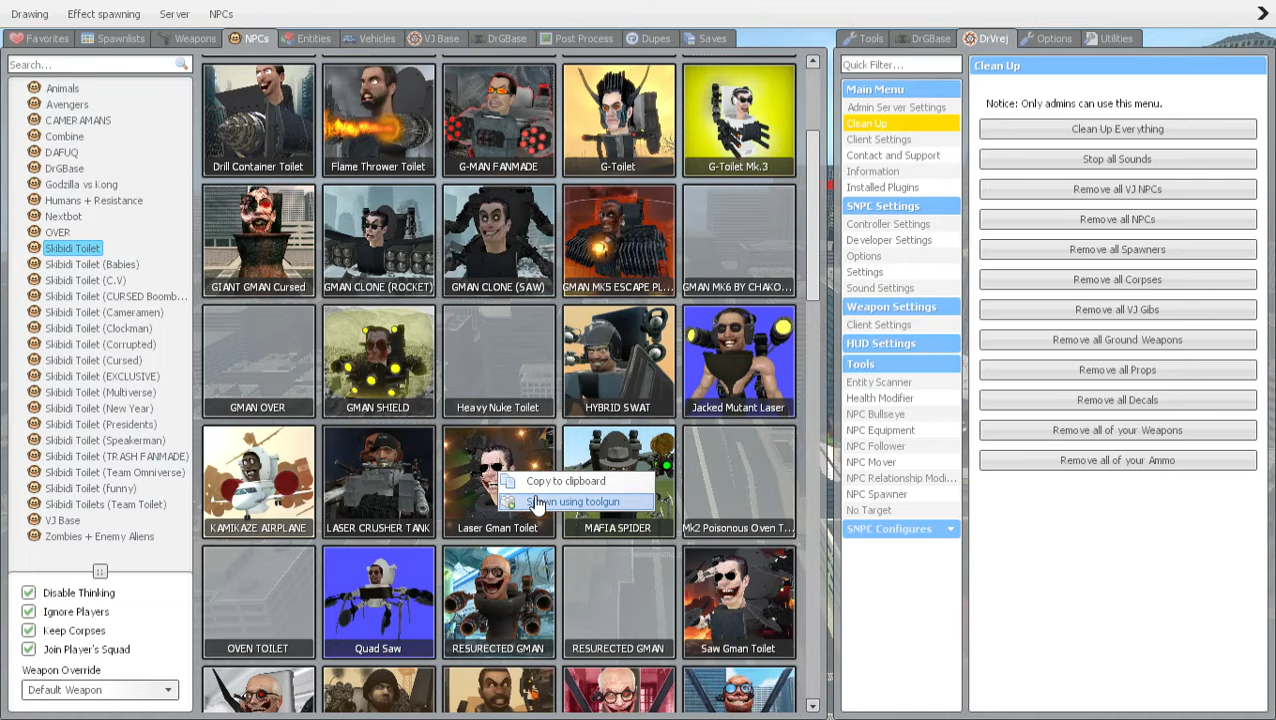 Drawing Effect spawning Server NPCs
Favorites Spawnlists Weapons NPCs Entities Vehicles VJ Base DrGBase Post Process Dupes Saves
Search...
Animals
Avengers
CAMERAMANS
Combine
DAFUQ
DrGBase
Godzilla vs Kong
Humans + Resistance
Nextbot
OVER
Skibidi Toilet
Skibidi Toilet (Babies)
Skibidi Toilet (C.V)
Skibidi Toilet (CURSED Boomb...
Skibidi Toilet (Cameramen)
Skibidi Toilet (Clockman)
Skibidi Toilet (Corrupted)
Skibidi Toilet (Cursed)
Skibidi Toilet (EXCLUSIVE)
Skibidi Toilet (Multiverse)
Skibidi Toilet (New Year)
Skibidi Toilet (Presidents)
Skibidi Toilet (Speakerman)
Skibidi Toilet (TRASH FANMADE)
Skibidi Toilet (Team Omniverse)
Skibidi Toilet (funny)
Skibidi Toilets (Team Toilet)
VJ Base
Zombies + Enemy Aliens
Disable Thinking
Ignore Players
Keep Corpses
Join Player's Squad
Weapon Override
Default Weapon
Drill Container Toilet Flame Thrower Toilet G-MAN FANMADE G-Toilet G-Toilet Mk.3
GIANT GMAN Cursed GMAN CLONE (ROCKET) GMAN CLONE (SAW) GMAN MK5 ESCAPE PL... GMAN MK6 BY CHAKO...
GMAN OVER GMAN SHIELD Heavy Nuke Toilet HYBRID SWAT Jacked Mutant Laser
Copy to clipboard
using toolgun
KAMIKAZE AIRPLANE LASER CRUSHER TANK Laser Gman Toilet MAFIA SPIDER Mk2 Poisonous Oven T...
OVEN TOILET Quad Saw RESURECTED GMAN RESURECTED GMAN Saw Gman Toilet
Tools DrGBase DrVrej Options Utilities
Quick Filter...
Main Menu
Admin Server Settings
Clean Up
Client Settings
Contact and Support
Information
Installed Plugins
SNPC Settings
Controller Settings
Developer Settings
Options
Settings
Sound Settings
Weapon Settings
Client Settings
HUD Settings
Tools
Entity Scanner
Health Modifier
NPC Bullseye
NPC Equipment
NPC Follower
NPC Mover
NPC Relationship Modi...
NPC Spawner
No Target
SNPC Configures
Clean Up
Notice: Only admins can use this menu.
Clean Up Everything
Stop all Sounds
Remove all VJ NPCs
Remove all NPCs
Remove all Spawners
Remove all Corpses
Remove all VJ Gibs
Remove all Ground Weapons
Remove all Props
Remove all Decals
Remove all of your Weapons
Remove all of your Ammo